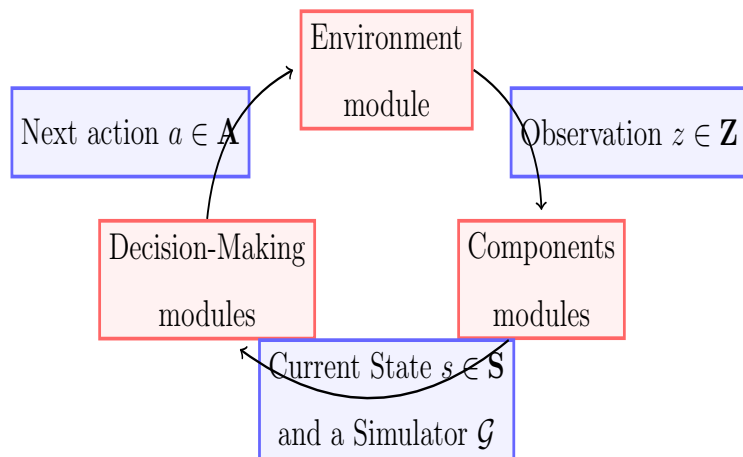 Environment
module
Next action a ∈ A
Observation z ∈ Z
Decision-Making
modules
Components
modules
Current State s ∈ S
and a Simulator 𝒢